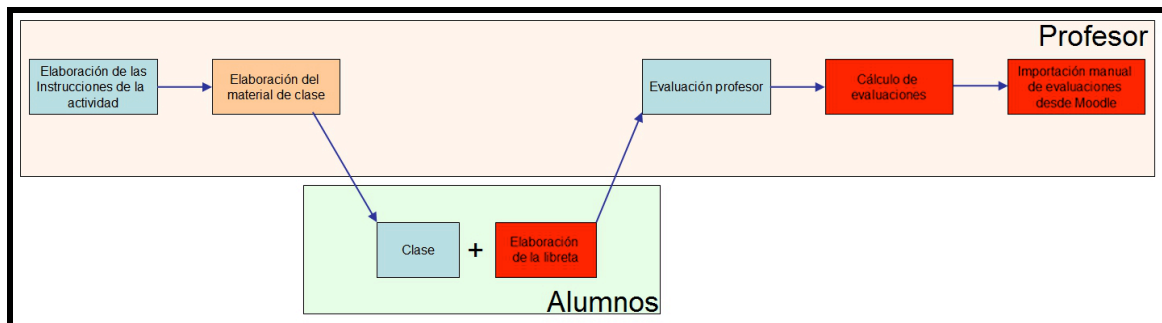 Profesor
Elaboración de las
Instrucciones de la
actividad
Elaboración del
material de clase
Evaluación profesor
Cálculo de
evaluaciones
Importación manual
de evaluaciones
desde Moodle
Clase
+
Elaboración
de la libreta
Alumnos